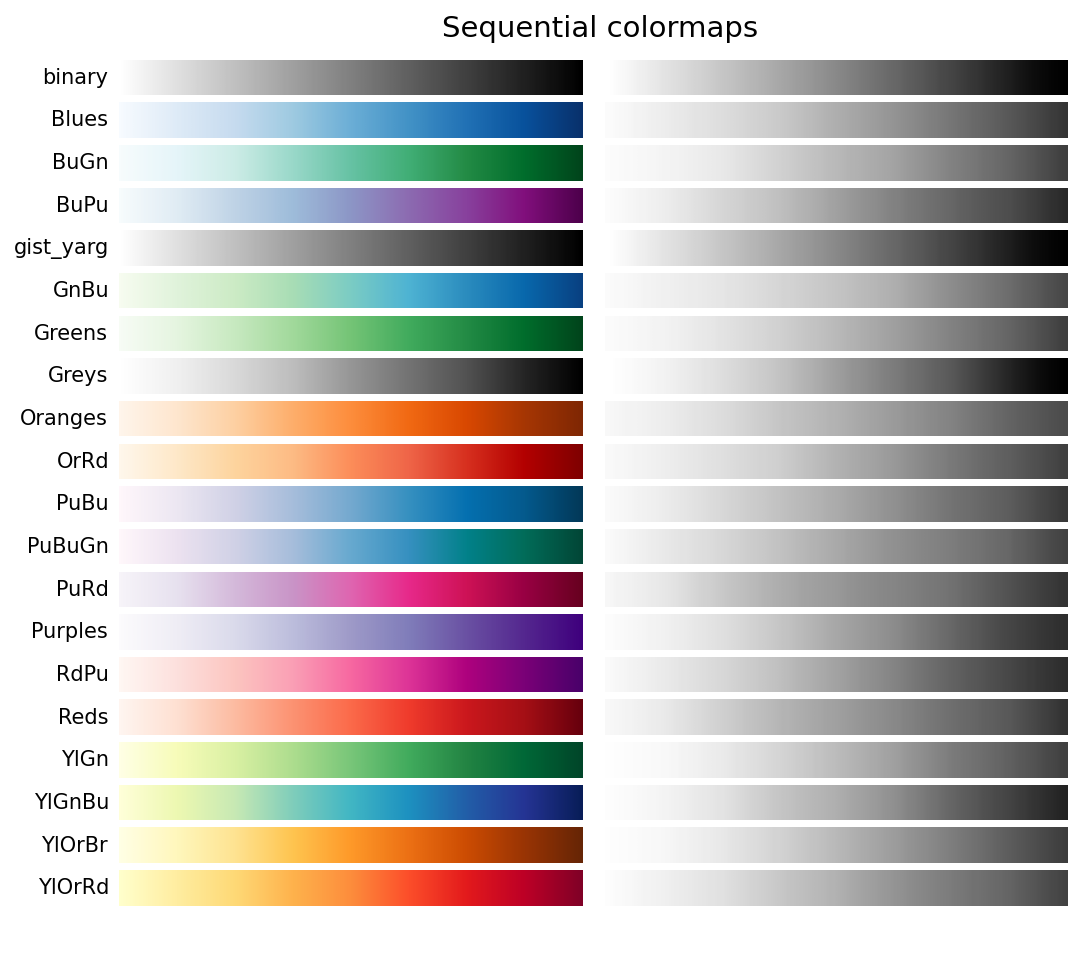 Sequential colormaps
binary
Blues
BuGn
BuPu
gist_yarg
GnBu
Greens
Greys
Oranges
OrRd
PuBu
PuBuGn
PuRd
Purples
RdPu
Reds
YlGn
YlGnBu
YlOrBr
YlOrRd